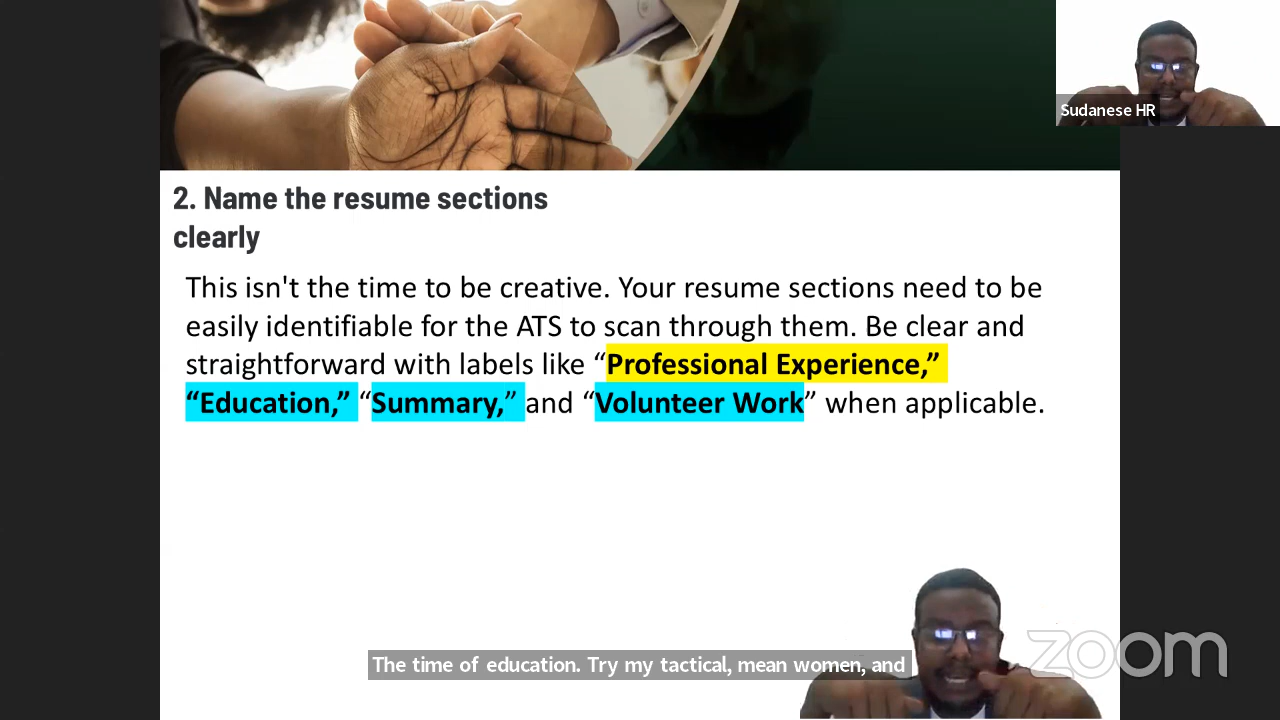 Sudanese HR
2. Name the resume sections
clearly
This isn't the time to be creative. Your resume sections need to be
easily identifiable for the ATS to scan through them. Be clear and
straightforward with labels like “Professional Experience,”
“Education,” “Summary,” and “Volunteer Work” when applicable.
The time of education. Try my tactical, mean women, and
zoom